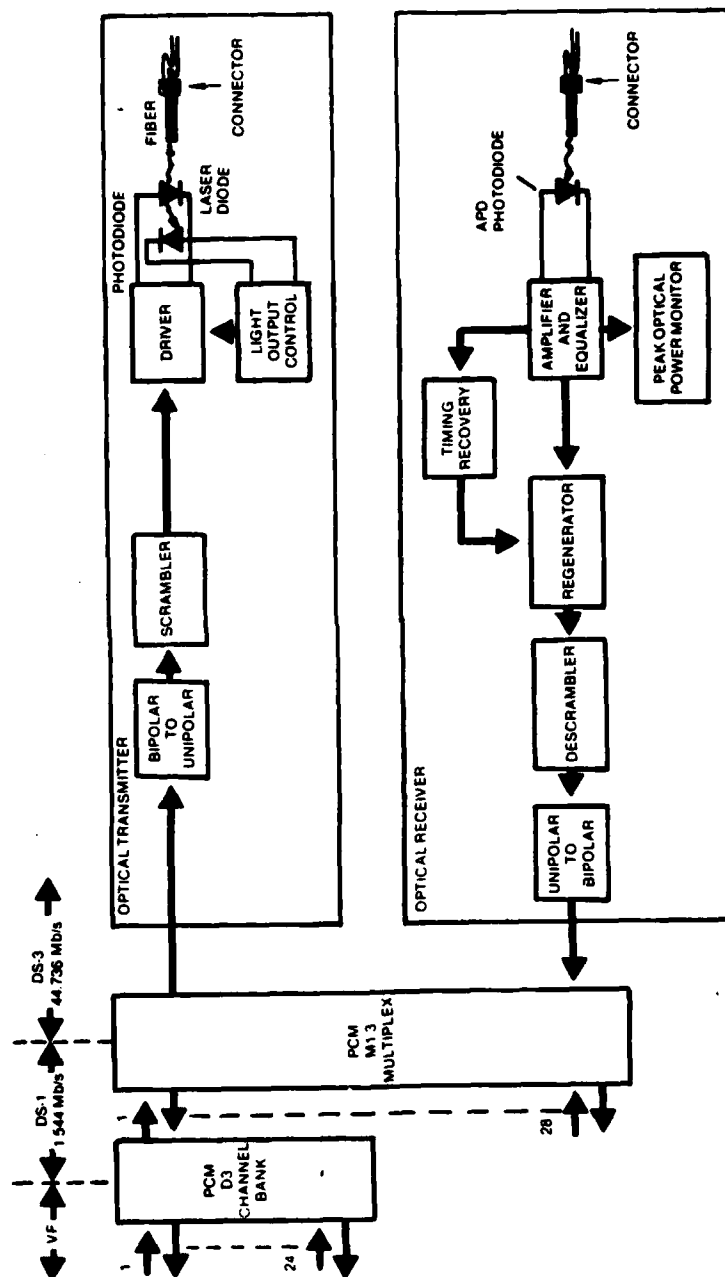 VF
DS-1
1 544 Mb/s
DS-3
44.736 Mb/s
1
24
PCM
D3
CHANNEL
BANK
1
28
PCM
M13
MULTIPLEX
OPTICAL TRANSMITTER
BIPOLAR
TO
UNIPOLAR
SCRAMBLER
DRIVER
LIGHT
OUTPUT
CONTROL
PHOTODIODE
LASER
DIODE
FIBER
CONNECTOR
OPTICAL RECEIVER
UNIPOLAR
TO
BIPOLAR
DESCRAMBLER
REGENERATOR
TIMING
RECOVERY
AMPLIFIER
AND
EQUALIZER
PEAK OPTICAL
POWER MONITOR
APD
PHOTODIODE
CONNECTOR